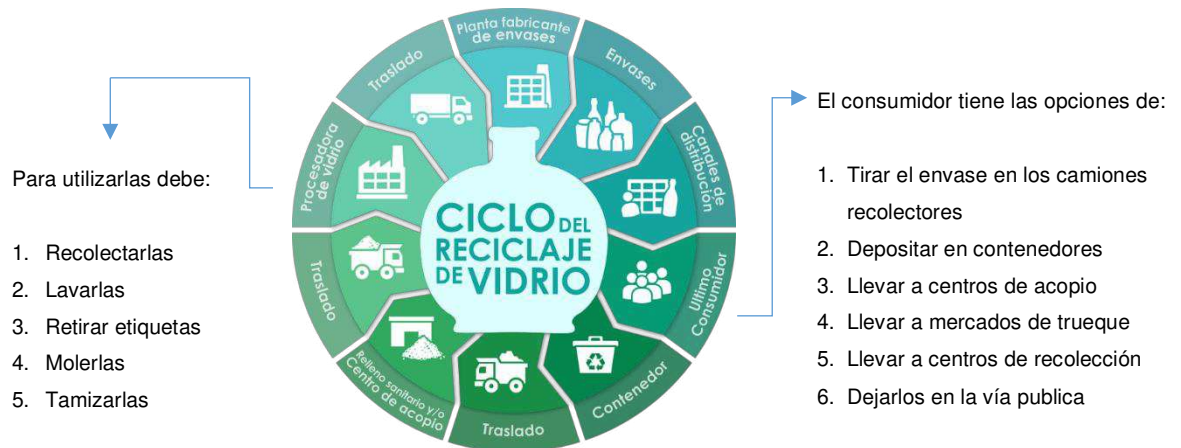 Para utilizarlas debe:
1. Recolectarlas
2. Lavarlas
3. Retirar etiquetas
4. Molerlas
5. Tamizarlas
CICLO DEL
RECICLAJE
DE VIDRIO
Planta fabricante
de envases
Envases
Canales de
distribución
Ultimo
Consumidor
Contenedor
Traslado
Relleno sanitario y/o
Centro de acopio
Traslado
Procesadora
de vidrio
Traslado
El consumidor tiene las opciones de:
1. Tirar el envase en los camiones
recolectores
2. Depositar en contenedores
3. Llevar a centros de acopio
4. Llevar a mercados de trueque
5. Llevar a centros de recolección
6. Dejarlos en la vía publica